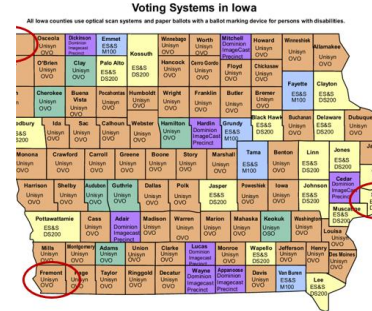 Voting Systems in Iowa
All Iowa counties use optical scan systems and paper ballots with a ballot marking device for persons with disabilities.
Osceola
Unisyn
OVO
Dickinson
Dominion
ImageCast
Precinct
Emmet
ES&S
M100
Kossuth
ES&S
DS200
Winnebago
Unisyn
OVO
Worth
Unisyn
OVO
Mitchell
Dominion
ImageCast
Precinct
Howard
Unisyn
OVO
Winneshiek
Unisyn
OVO
Allamakee
Unisyn
OVO
O'Brien
Unisyn
OVO
Clay
Unisyn
OVO
Palo Alto
ES&S
DS200
Hancock
Unisyn
OVO
Cerro Gordo
Unisyn
OVO
Floyd
Unisyn
OVO
Chickasaw
Unisyn
OVO
Cherokee
Unisyn
OVO
Buena
Vista
Unisyn
OVO
Pocahontas
Unisyn
OVO
Humboldt
Unisyn
OVO
Wright
Unisyn
OVO
Franklin
Unisyn
OVO
Butler
Unisyn
OVO
Bremer
Unisyn
OVO
Fayette
ES&S
M100
Clayton
ES&S
DS200
dbury
&S
200
Ida
Unisyn
OVO
Sac
Unisyn
OVO
Calhoun
Unisyn
OVO
Webster
Unisyn
OVO
Hamilton
Unisyn
OVO
Hardin
Dominion
ImageCast
Precinct
Grundy
ES&S
M100
Black Hawk
ES&S
DS200
Buchanan
Unisyn
OVO
Delaware
ES&S
DS200
Dubuque
Unisyn
OVO
Monona
Unisyn
OVO
Crawford
Unisyn
OVO
Carroll
Unisyn
OVO
Greene
Unisyn
OVO
Boone
Unisyn
OVO
Story
Unisyn
OVO
Marshall
Unisyn
OVO
Tama
ES&S
M100
Benton
Unisyn
OVO
Linn
ES&S
DS200
Jones
ES&S
DS200
Harrison
Unisyn
OVO
Shelby
Unisyn
OVO
Audubon
Unisyn
OVO
Guthrie
Unisyn
OVO
Dallas
Unisyn
OVO
Polk
Unisyn
OVO
Jasper
ES&S
DS200
Poweshiek
Unisyn
OVO
Iowa
Unisyn
OVO
Johnson
ES&S
DS200
Cedar
Dominion
ImageCast
Precinct
Muscatine
ES&S
DS200
Pottawattamie
ES&S
DS200
Cass
Unisyn
OVO
Adair
Dominion
Imagecast
Precinct
Madison
Unisyn
OVO
Warren
Unisyn
OVO
Marion
Unisyn
OVO
Mahaska
Unisyn
OVO
Keokuk
Unisyn
OSO
Washington
Unisyn
OVO
Louisa
Unisyn
OVO
Mills
Unisyn
OVO
Montgomery
Unisyn
OVO
Adams
Unisyn
OVO
Union
Unisyn
OVO
Clarke
Unisyn
OVO
Lucas
Dominion
Imagecast
Precinct
Monroe
Unisyn
OVO
Wapello
ES&S
DS200
Jefferson
Unisyn
OVO
Henry
Unisyn
OVO
Des Moines
Unisyn
OVO
Fremont
Unisyn
OVO
Page
Unisyn
OVO
Taylor
Unisyn
OVO
Ringgold
Unisyn
OVO
Decatur
Unisyn
OVO
Wayne
Dominion
Imagecast
Precinct
Appanoose
Dominion
Imagecast
Precinct
Davis
Unisyn
OVO
Van Buren
ES&S
M100
Lee
ES&S
DS200